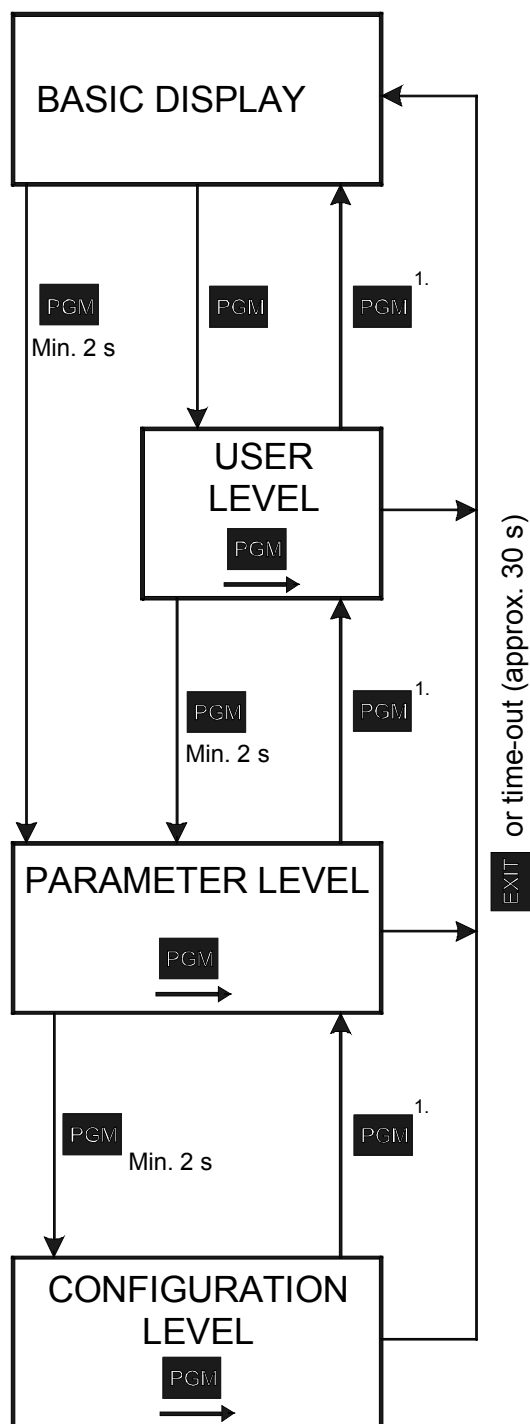 BASIC DISPLAY
PGM
Min. 2 s
PGM
PGM 1.
USER
LEVEL
PGM
PGM
Min. 2 s
PGM 1.
EXIT or time-out (approx. 30 s)
PARAMETER LEVEL
PGM
PGM
Min. 2 s
PGM 1.
CONFIGURATION
LEVEL
PGM